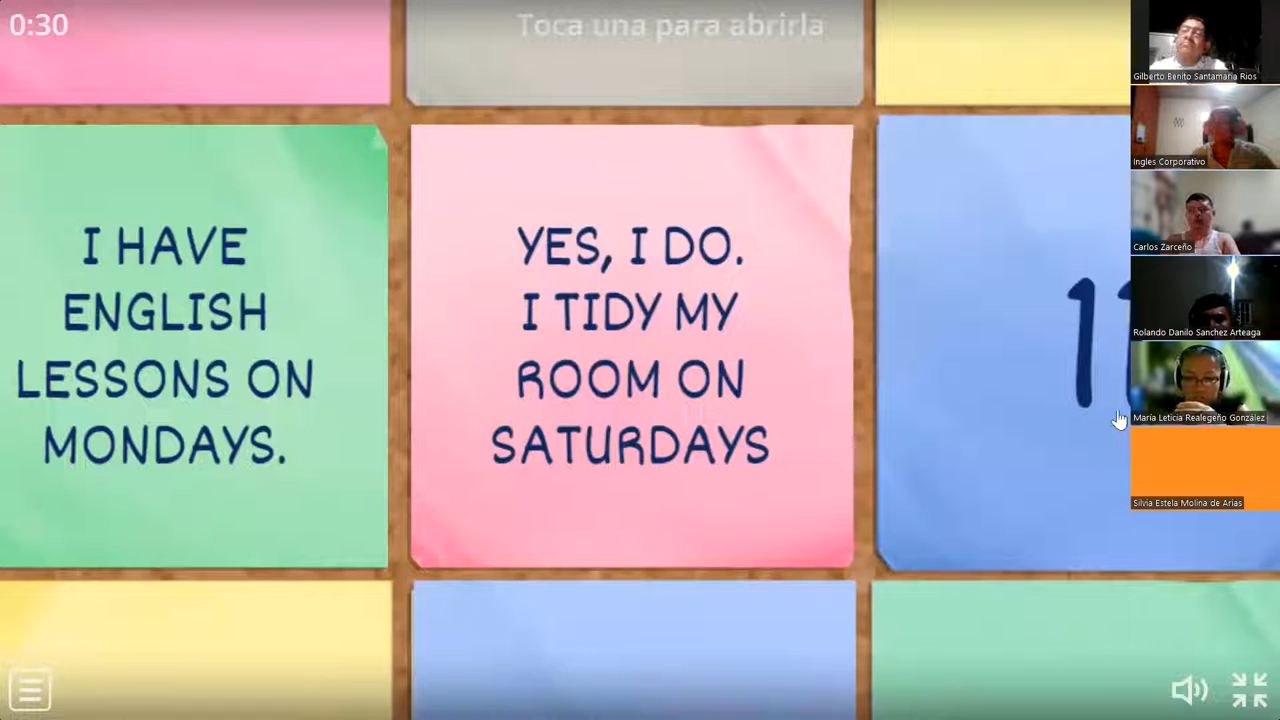 0:30
Toca una para abrirla
I HAVE
ENGLISH
LESSONS ON
MONDAYS.
YES, I DO.
I TIDY MY
ROOM ON
SATURDAYS
Gilberto Benito Santamaria Rios
Ingles Corporativo
Carlos Zarceño
Rolando Danilo Sanchez Arteaga
María Leticia Realegeño González
Silvia Estela Molina de Arias